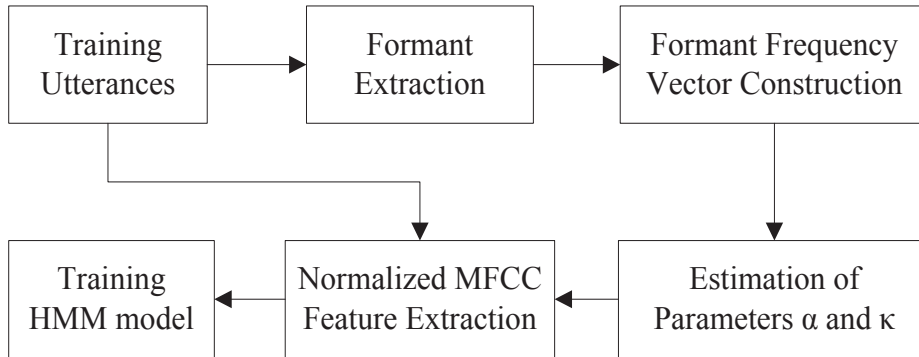 Training
Utterances
Formant
Extraction
Formant Frequency
Vector Construction
Training
HMM model
Normalized MFCC
Feature Extraction
Estimation of
Parameters α and κ